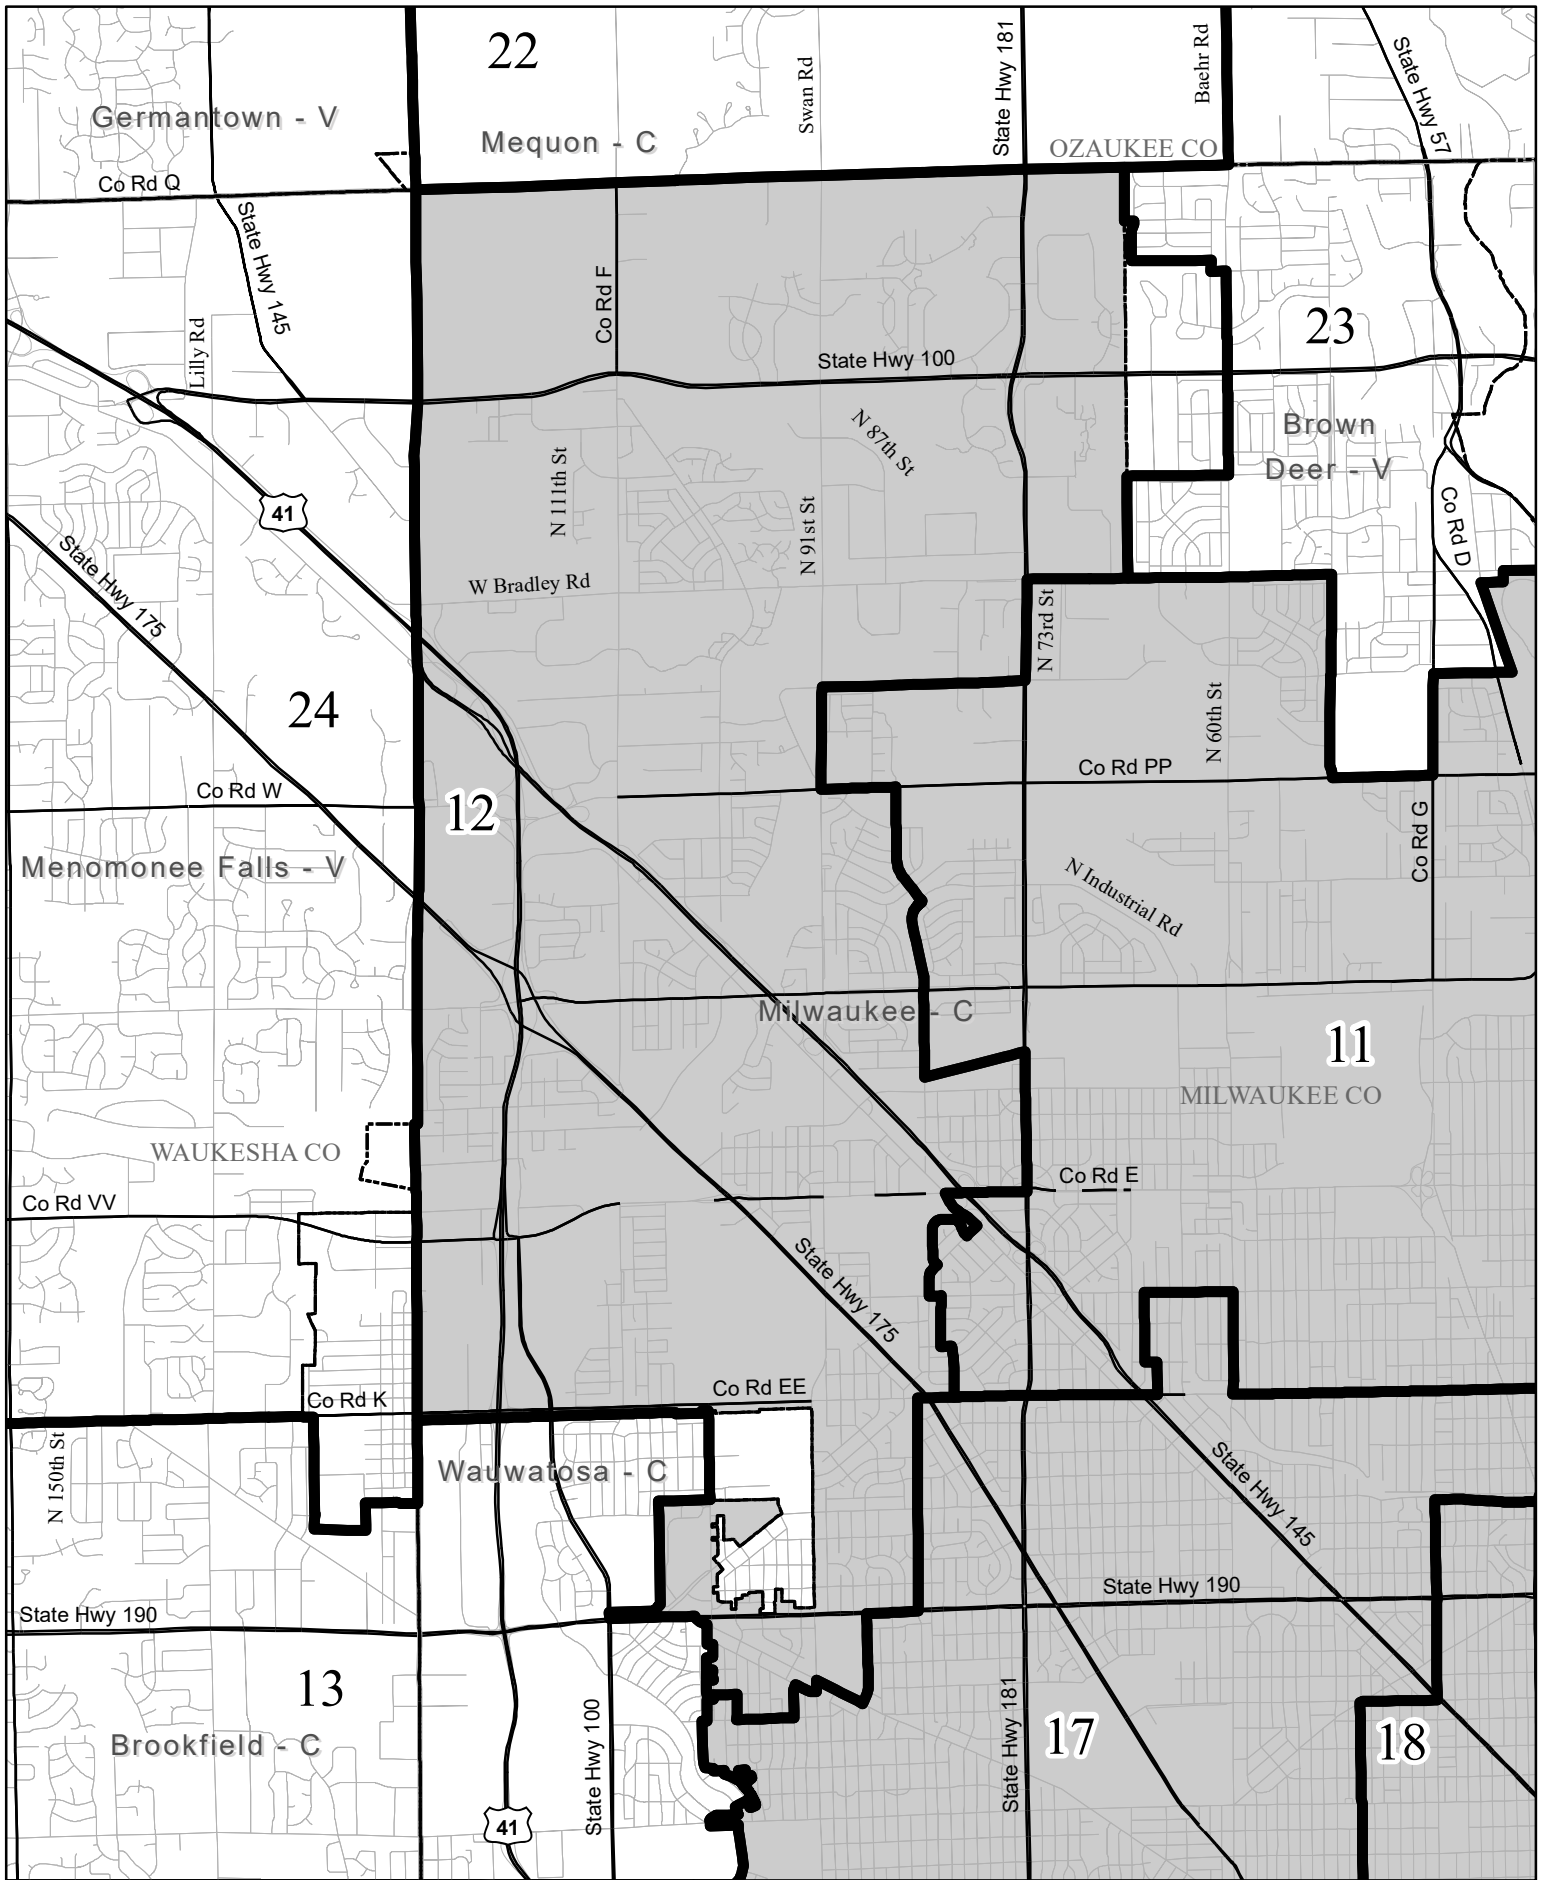 22
State Hwy 181
Baehr Rd
State Hwy 57
Swan Rd
Germantown - V
Mequon - C
OZAUKEE CO
Co Rd Q
State Hwy 145
Co Rd F
Lilly Rd
23
State Hwy 100
Brown
Deer - V
N 87th St
N 111th St
N 91st St
41
Co Rd D
State Hwy 175
W Bradley Rd
N 73rd St
24
N 60th St
Co Rd PP
Co Rd W
12
Co Rd G
Menomonee Falls - V
N Industrial Rd
Milwaukee - C
11
MILWAUKEE CO
WAUKESHA CO
Co Rd E
Co Rd VV
State Hwy 175
Co Rd EE
Co Rd K
N 150th St
Wauwatosa - C
State Hwy 145
State Hwy 190
State Hwy 190
13
State Hwy 181
17
18
Brookfield - C
State Hwy 100
41